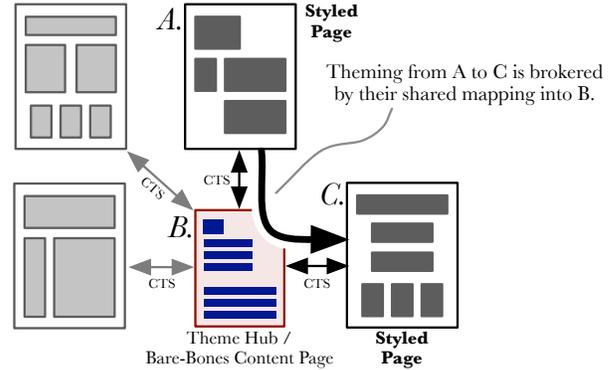 A.
Styled
Page
Theming from A to C is brokered
by their shared mapping into B.
CTS
CTS
C.
B.
CTS
CTS
Theme Hub /
Bare-Bones Content Page
Styled
Page